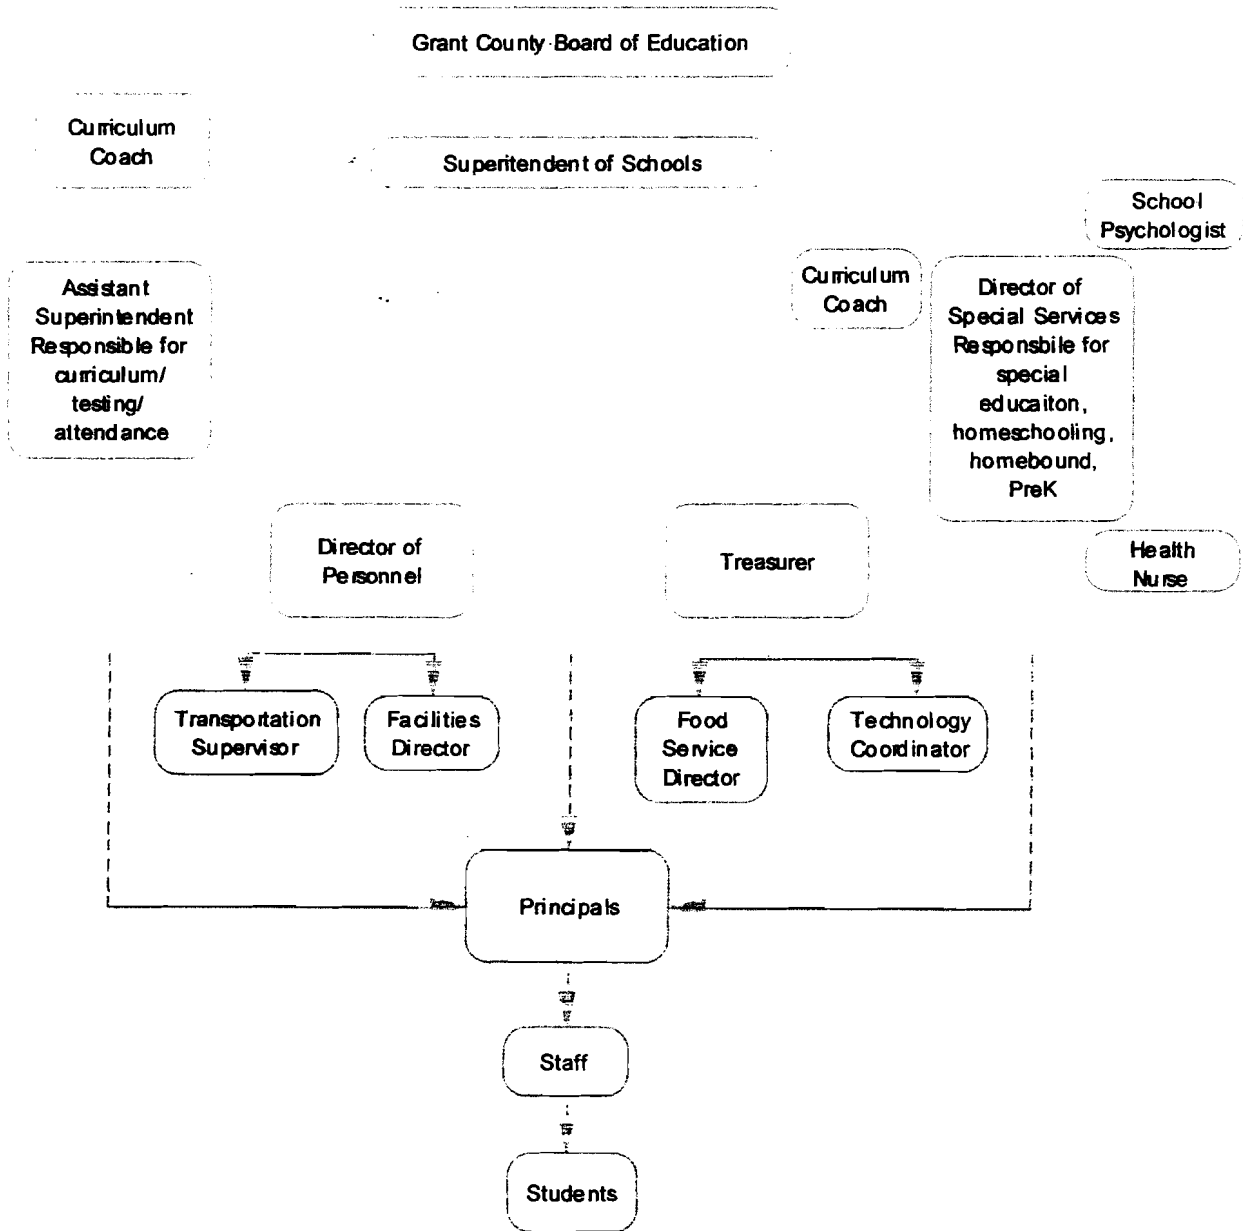 Grant County Board of Education
Curriculum
Coach
Superitendent of Schools
School
Psychologist
Assistant
Superintendent
Responsible for
curriculum/
testing/
attendance
Curriculum
Coach
Director of
Special Services
Responsbile for
special
educaiton,
homeschooling,
homebound,
PreK
Director of
Personnel
Treasurer
Health
Nurse
Transportation
Supervisor
Facilities
Director
Food
Service
Director
Technology
Coordinator
Principals
Staff
Students